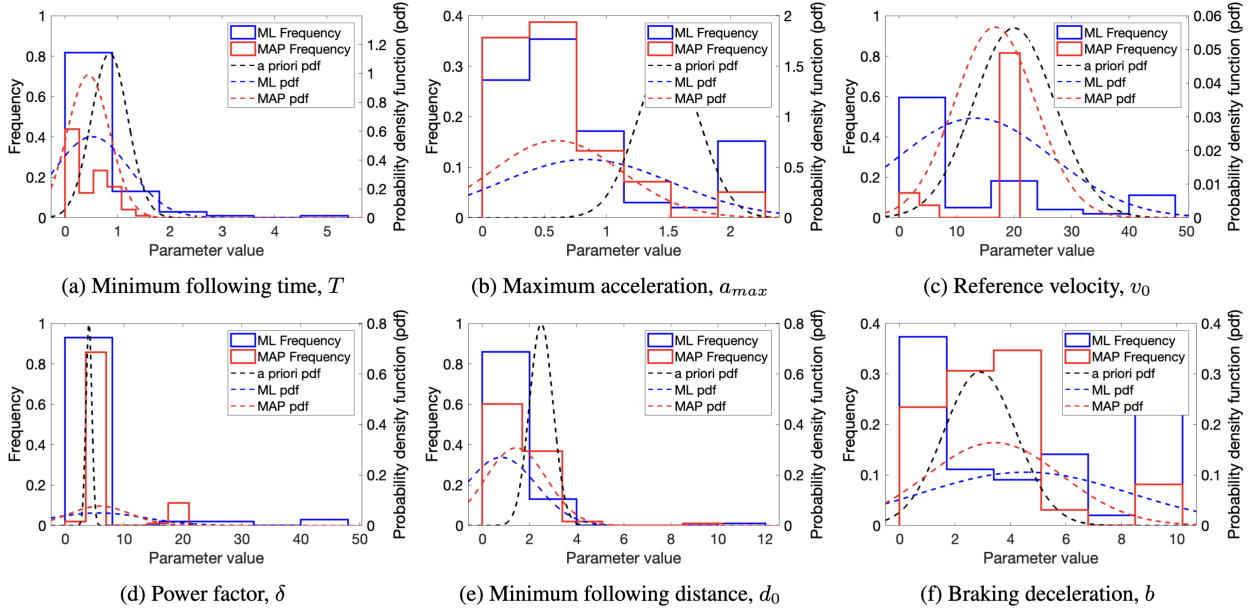 1
0.8
0.6
0.4
0.2
0
0 1 2 3 4 5
1.2
1
0.8
0.6
0.4
0.2
0
Frequency
Probability density function (pdf)
Parameter value
ML Frequency
MAP Frequency
a priori pdf
ML pdf
MAP pdf
(a) Minimum following time, T
0.4
0.3
0.2
0.1
0
0 0.5 1 1.5 2
2
1.5
1
0.5
0
Frequency
Probability density function (pdf)
Parameter value
ML Frequency
MAP Frequency
a priori pdf
ML pdf
MAP pdf
(b) Maximum acceleration, a_max
1
0.8
0.6
0.4
0.2
0
0 10 20 30 40 50
0.06
0.05
0.04
0.03
0.02
0.01
0
Frequency
Probability density function (pdf)
Parameter value
ML Frequency
MAP Frequency
a priori pdf
ML pdf
MAP pdf
(c) Reference velocity, v_0
1
0.8
0.6
0.4
0.2
0
0 10 20 30 40 50
0.8
0.6
0.4
0.2
0
Frequency
Probability density function (pdf)
Parameter value
ML Frequency
MAP Frequency
a priori pdf
ML pdf
MAP pdf
(d) Power factor, δ
1
0.8
0.6
0.4
0.2
0
0 2 4 6 8 10 12
0.8
0.6
0.4
0.2
0
Frequency
Probability density function (pdf)
Parameter value
ML Frequency
MAP Frequency
a priori pdf
ML pdf
MAP pdf
(e) Minimum following distance, d_0
0.4
0.3
0.2
0.1
0
0 2 4 6 8 10
0.4
0.3
0.2
0.1
0
Frequency
Probability density function (pdf)
Parameter value
ML Frequency
MAP Frequency
a priori pdf
ML pdf
MAP pdf
(f) Braking deceleration, b